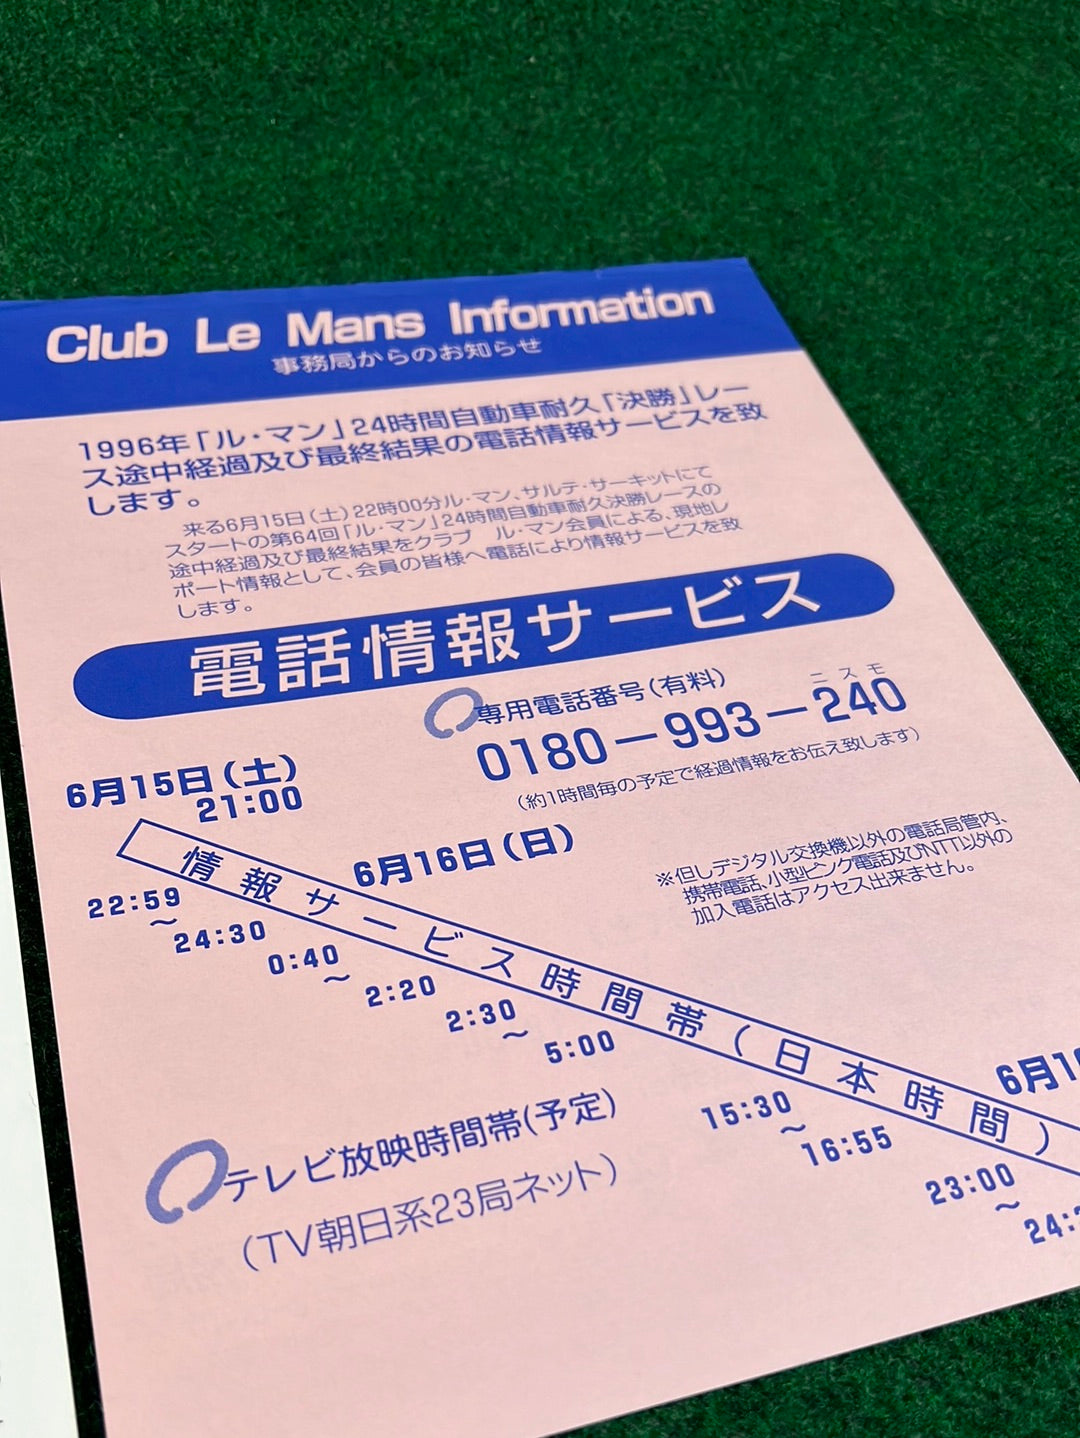 Club Le Mans Information
事務局からのお知らせ
1996年「ル・マン」24時間自動車耐久「決勝」レー
ス途中経過及び最終結果の電話情報サービスを致
します。
来る6月15日(土)22時00分ル・マン、サルテ・サーキットにて
スタートの第64回「ル・マン」24時間自動車耐久決勝レースの
途中経過及び最終結果をクラブ ル・マン会員による、現地レ
ポート情報として、会員の皆様へ電話により情報サービスを致
します。
電話情報サービス
専用電話番号(有料)
ニスモ
0180-993-240
(約1時間毎の予定で経過情報をお伝え致します)
※但しデジタル交換機以外の電話局管内、
携帯電話、小型ピンク電話及びNTT以外の
加入電話はアクセス出来ません。
6月15日(土)
21:00
6月16日(日)
情報サービス時間帯(日本時間)
22:59
～
24:30
0:40
～
2:20
2:30
～
5:00
6月1
15:30
～
16:55
23:00
～
24:
テレビ放映時間帯(予定)
(TV朝日系23局ネット)